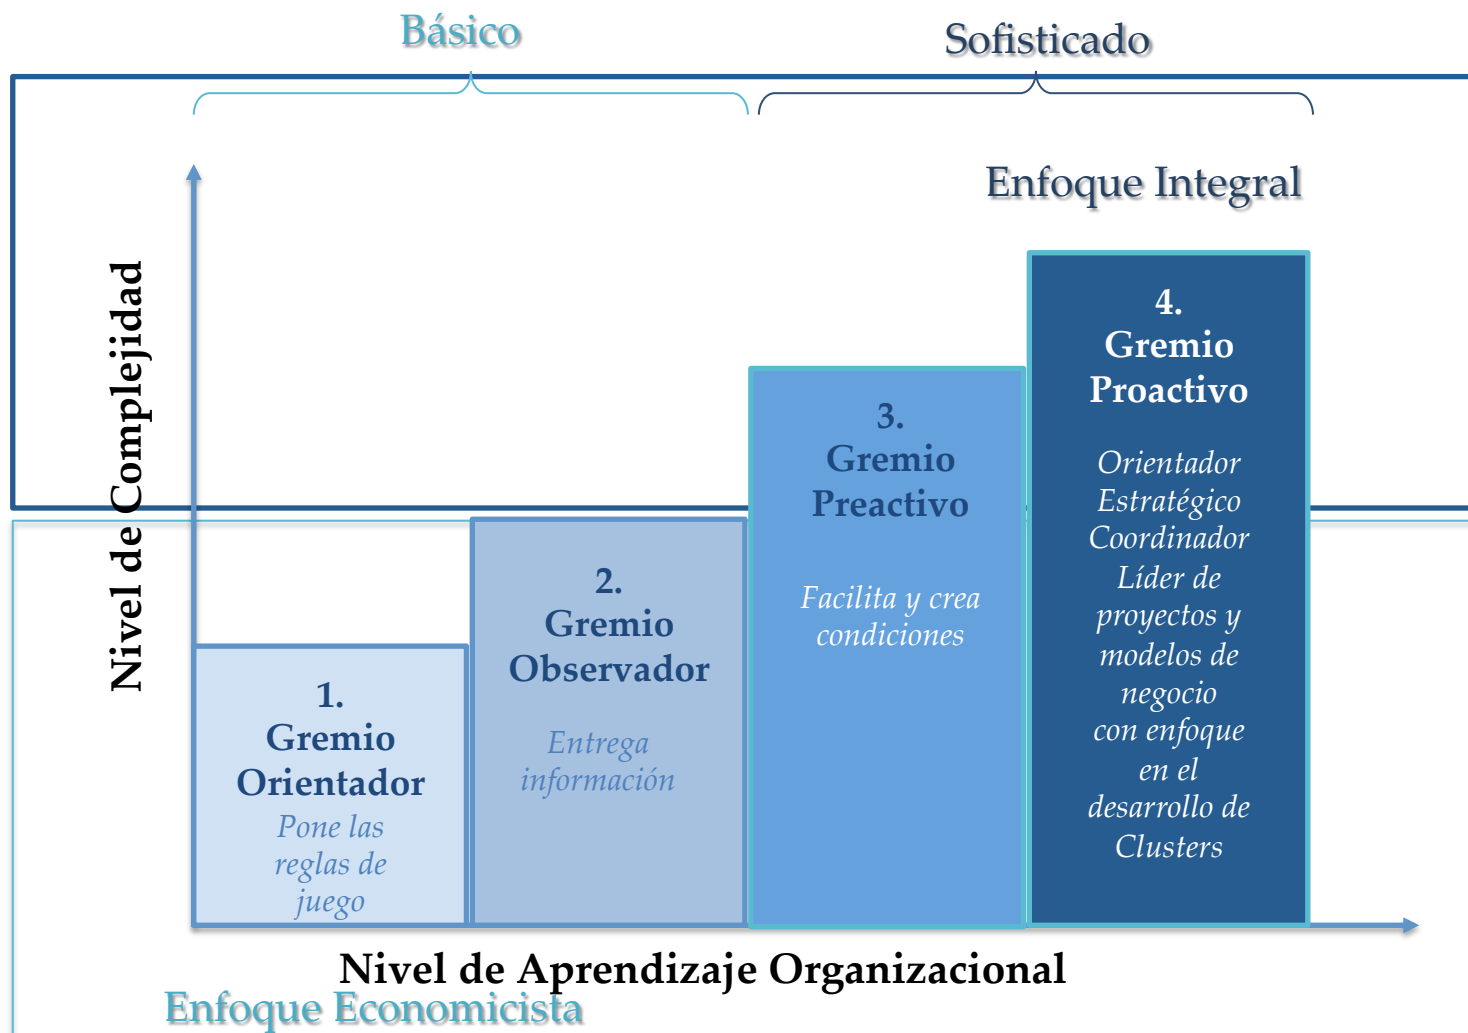 Básico
Sofisticado
Enfoque Integral
Nivel de Complejidad
1.
Gremio
Orientador
Pone las
reglas de
juego
2.
Gremio
Observador
Entrega
información
3.
Gremio
Preactivo
Facilita y crea
condiciones
4.
Gremio
Proactivo
Orientador
Estratégico
Coordinador
Líder de
proyectos y
modelos de
negocio
con enfoque
en el
desarrollo de
Clusters
Nivel de Aprendizaje Organizacional
Enfoque Economicista